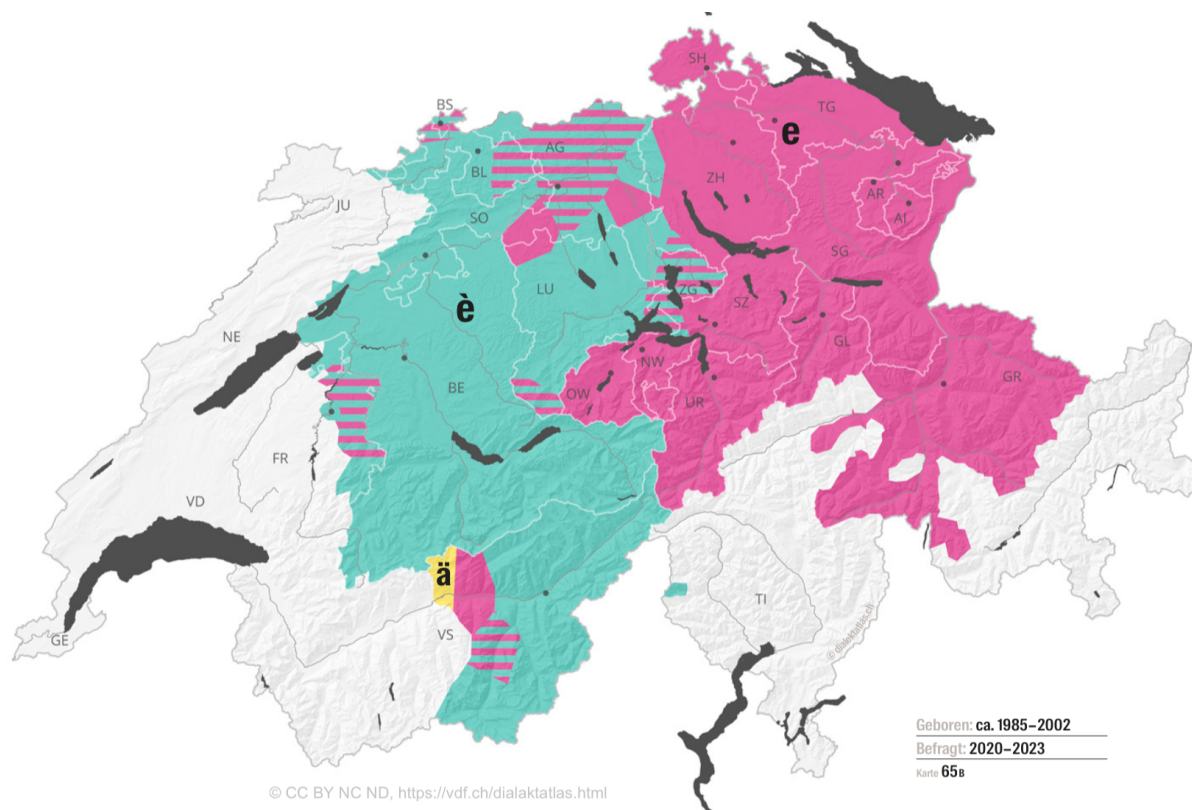 SH
BS
TG
e
AG
BL
ZH
AR
JU
AI
SO
SG
LU
ZG
SZ
è
NE
GL
NW
BE
OW
UR
GR
FR
VD
ä
TI
GE
VS
© dialektatlas.ch
Geboren: ca. 1985–2002
Befragt: 2020–2023
Karte 65B
© CC BY NC ND, https://vdf.ch/dialaktatlas.html